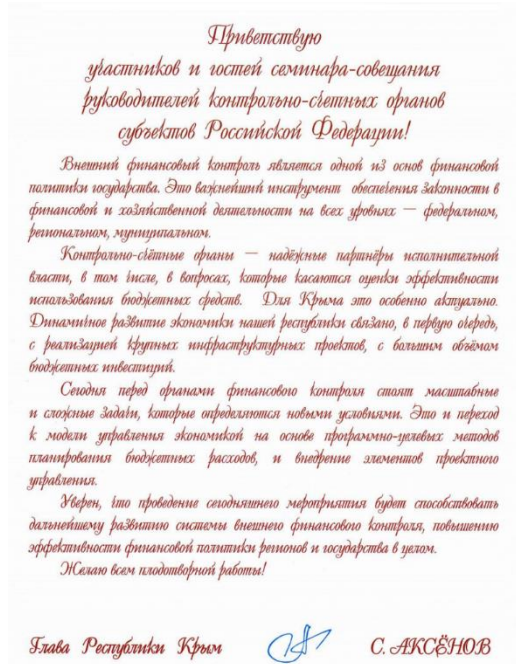 Приветствую
участников и гостей семинара-совещания
руководителей контрольно-счетных органов
субъектов Российской Федерации!
Внешний финансовый контроль является одной из основ финансовой
политики государства. Это важнейший инструмент обеспечения законности в
финансовой и хозяйственной деятельности на всех уровнях — федеральном,
региональном, муниципальном.
Контрольно-счётные органы — надёжные партнёры исполнительной
власти, в том числе, в вопросах, которые касаются оценки эффективности
использования бюджетных средств. Для Крыма это особенно актуально.
Динамичное развитие экономики нашей республики связано, в первую очередь,
с реализацией крупных инфраструктурных проектов, с большим объёмом
бюджетных инвестиций.
Сегодня перед органами финансового контроля стоят масштабные
и сложные задачи, которые определяются новыми условиями. Это и переход
к модели управления экономикой на основе программно-целевых методов
планирования бюджетных расходов, и внедрение элементов проектного
управления.
Уверен, что проведение сегодняшнего мероприятия будет способствовать
дальнейшему развитию системы внешнего финансового контроля, повышению
эффективности финансовой политики регионов и государства в целом.
Желаю всем плодотворной работы!
Глава Республики Крым С. АКСЁНОВ